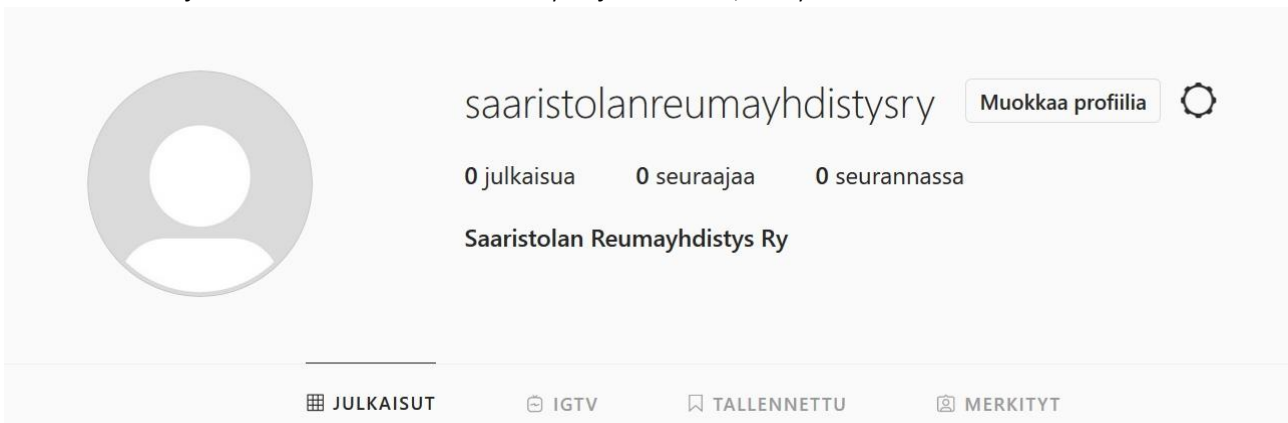 saaristolanreumayhdistysry Muokkaa profiilia
0 julkaisua 0 seuraajaa 0 seurannassa
Saaristolan Reumayhdistys Ry
JULKAISUT IGTV TALLENNETTU MERKITYT